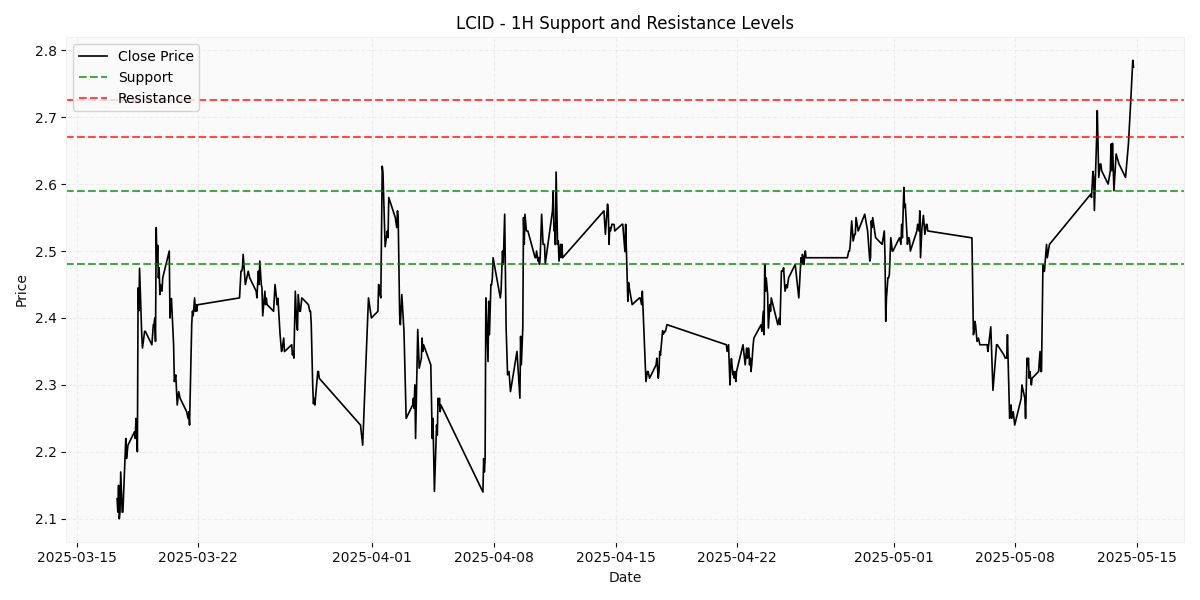 LCID - 1H Support and Resistance Levels
Close Price
Support
Resistance
Price
2.8
2.7
2.6
2.5
2.4
2.3
2.2
2.1
2025-03-15 2025-03-22 2025-04-01 2025-04-08 2025-04-15 2025-04-22 2025-05-01 2025-05-08 2025-05-15
Date